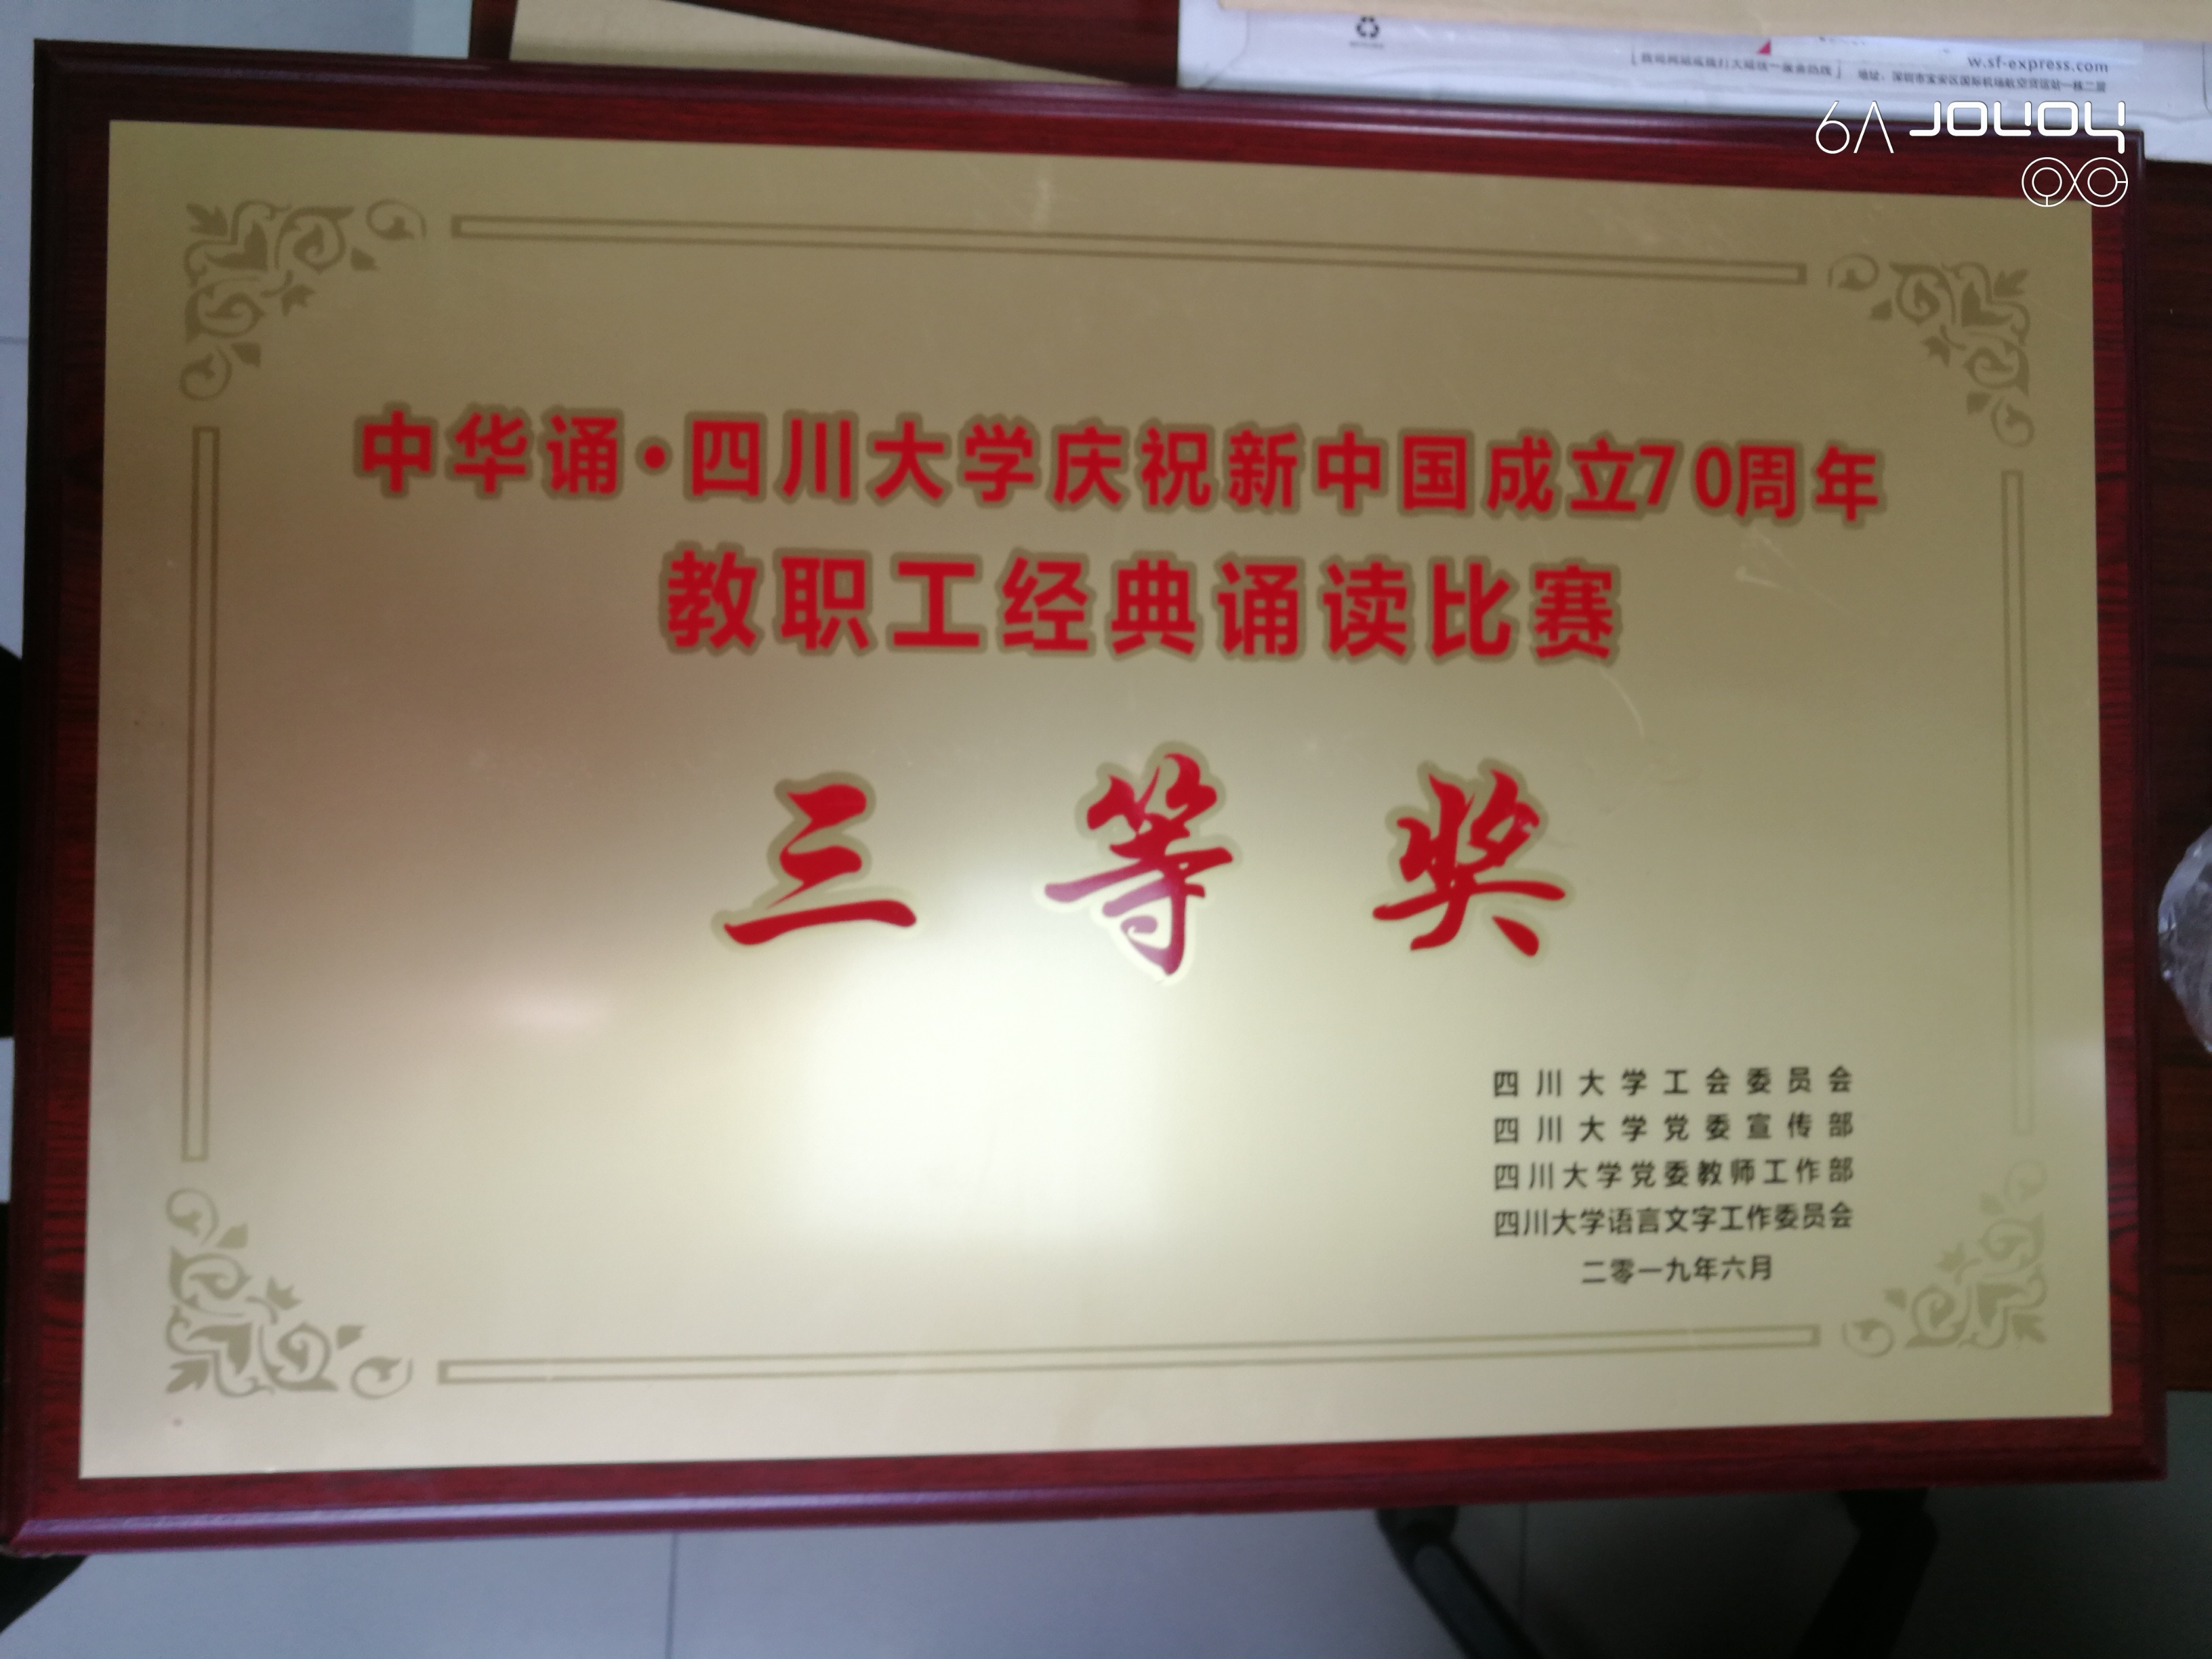 w.sf-express.com
中华诵·四川大学庆祝新中国成立70周年
教职工经典诵读比赛
三等奖
四川大学工会委员会
四川大学党委宣传部
四川大学党委教师工作部
四川大学语言文字工作委员会
二零一九年六月